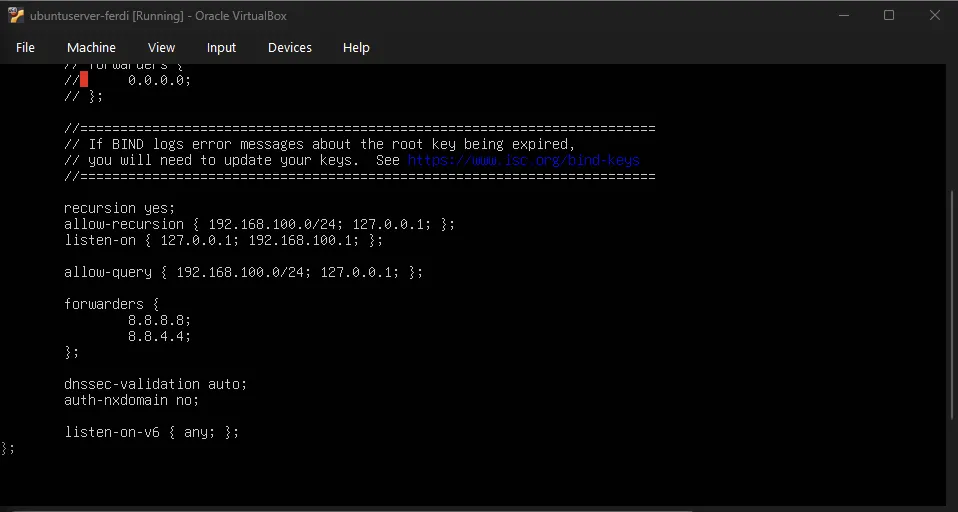 ubuntuserver-ferdi [Running] - Oracle VirtualBox
File Machine View Input Devices Help
// forwarders {
// 0.0.0.0;
// };
//=======================================================================
// If BIND logs error messages about the root key being expired,
// you will need to update your keys. See https://www.isc.org/bind-keys
//=======================================================================
recursion yes;
allow-recursion { 192.168.100.0/24; 127.0.0.1; };
listen-on { 127.0.0.1; 192.168.100.1; };
allow-query { 192.168.100.0/24; 127.0.0.1; };
forwarders {
8.8.8.8;
8.8.4.4;
};
dnssec-validation auto;
auth-nxdomain no;
listen-on-v6 { any; };
};